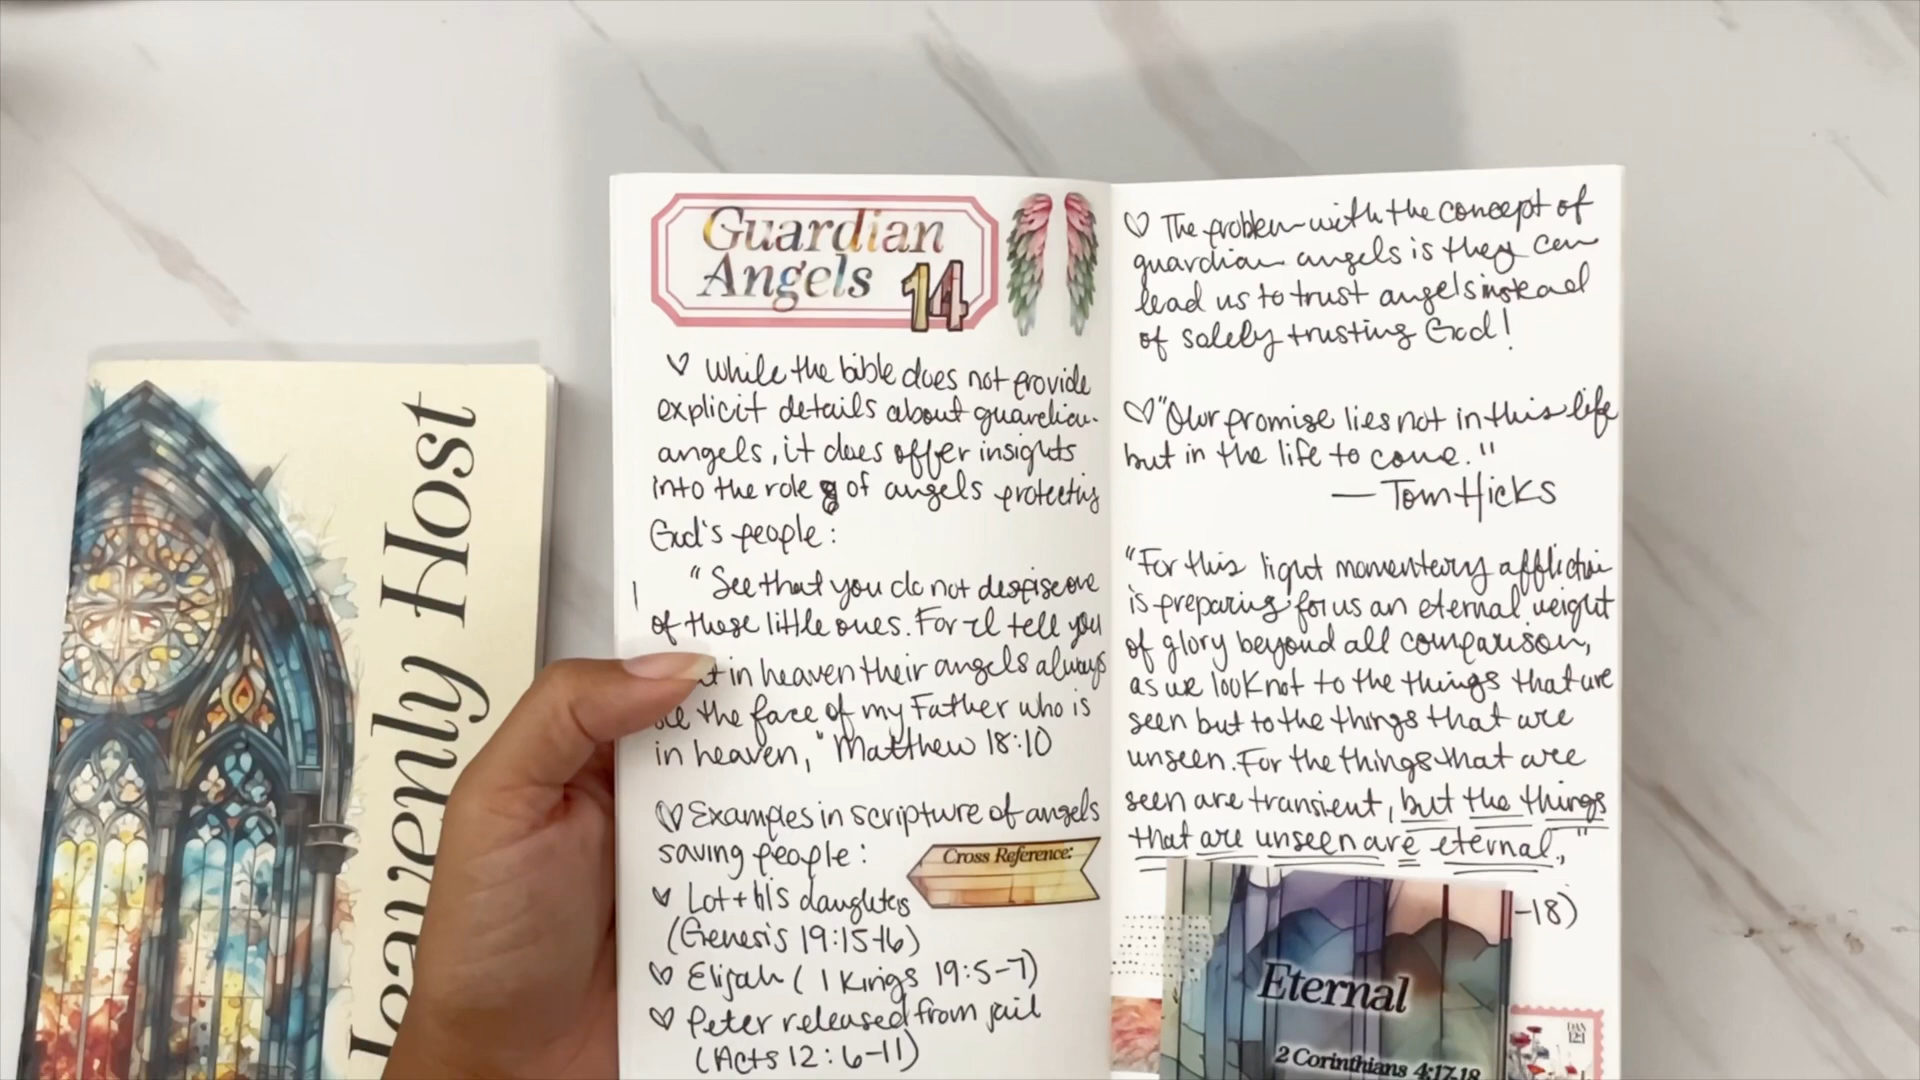 Heavenly Host
Guardian
Angels 14
While the bible does not provide
explicit details about guardian
angels, it does offer insights
into the role of angels protecting
God's people:
"See that you do not despise one
of these little ones. For I tell you
in heaven their angels always
the face of my Father who is
in heaven," Matthew 18:10
Examples in scripture of angels
saving people:
Cross Reference:
Lot + his daughters
(Genesis 19:15-16)
Elijah (1 Kings 19:5-7)
Peter released from jail
(Acts 12:6-11)
The problem with the concept of
guardian angels is they can
lead us to trust angels instead
of solely trusting God!
"Our promise lies not in this life
but in the life to come."
— Tom Hicks
"For this light momentary affliction
is preparing for us an eternal weight
of glory beyond all comparison,
as we look not to the things that are
seen but to the things that are
unseen. For the things that are
seen are transient, but the things
that are unseen are eternal,"
-18)
Eternal
2 Corinthians 4:17-18
DAN
12:1